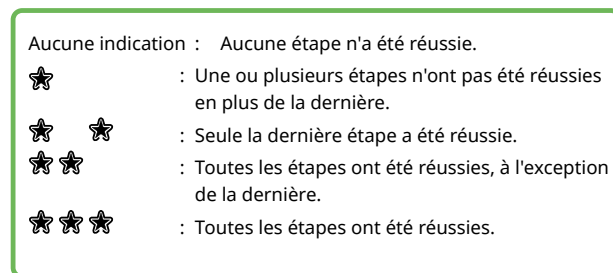 Aucune indication : Aucune étape n'a été réussie.
: Une ou plusieurs étapes n'ont pas été réussies
en plus de la dernière.
: Seule la dernière étape a été réussie.
: Toutes les étapes ont été réussies, à l'exception
de la dernière.
: Toutes les étapes ont été réussies.